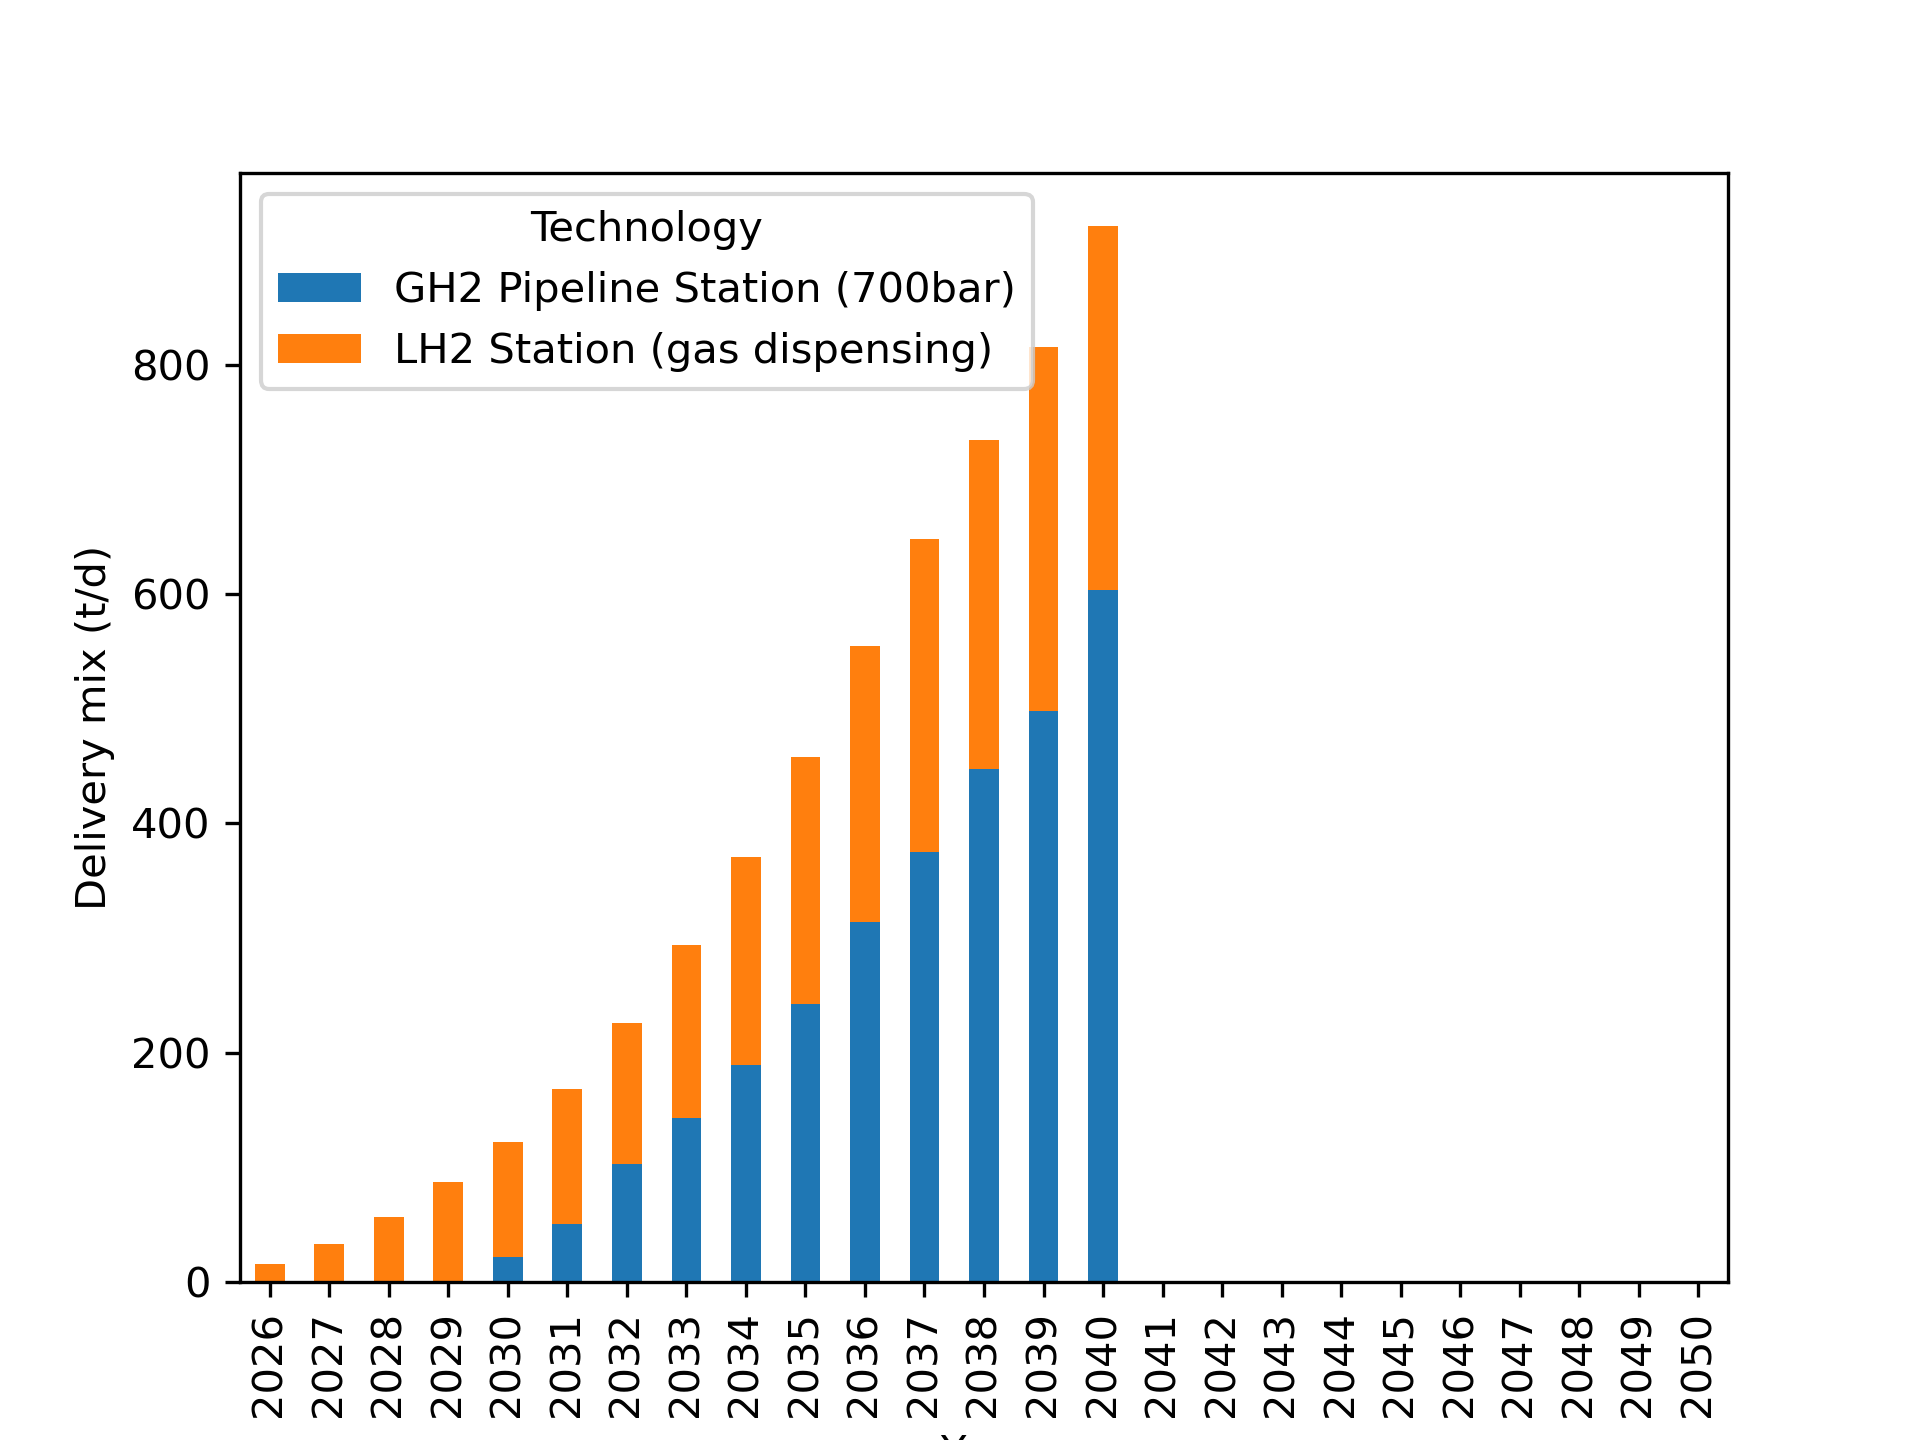 Technology
GH2 Pipeline Station (700bar)
LH2 Station (gas dispensing)
Delivery mix (t/d)
800
600
400
200
0
2026 2027 2028 2029 2030 2031 2032 2033 2034 2035 2036 2037 2038 2039 2040 2041 2042 2043 2044 2045 2046 2047 2048 2049 2050